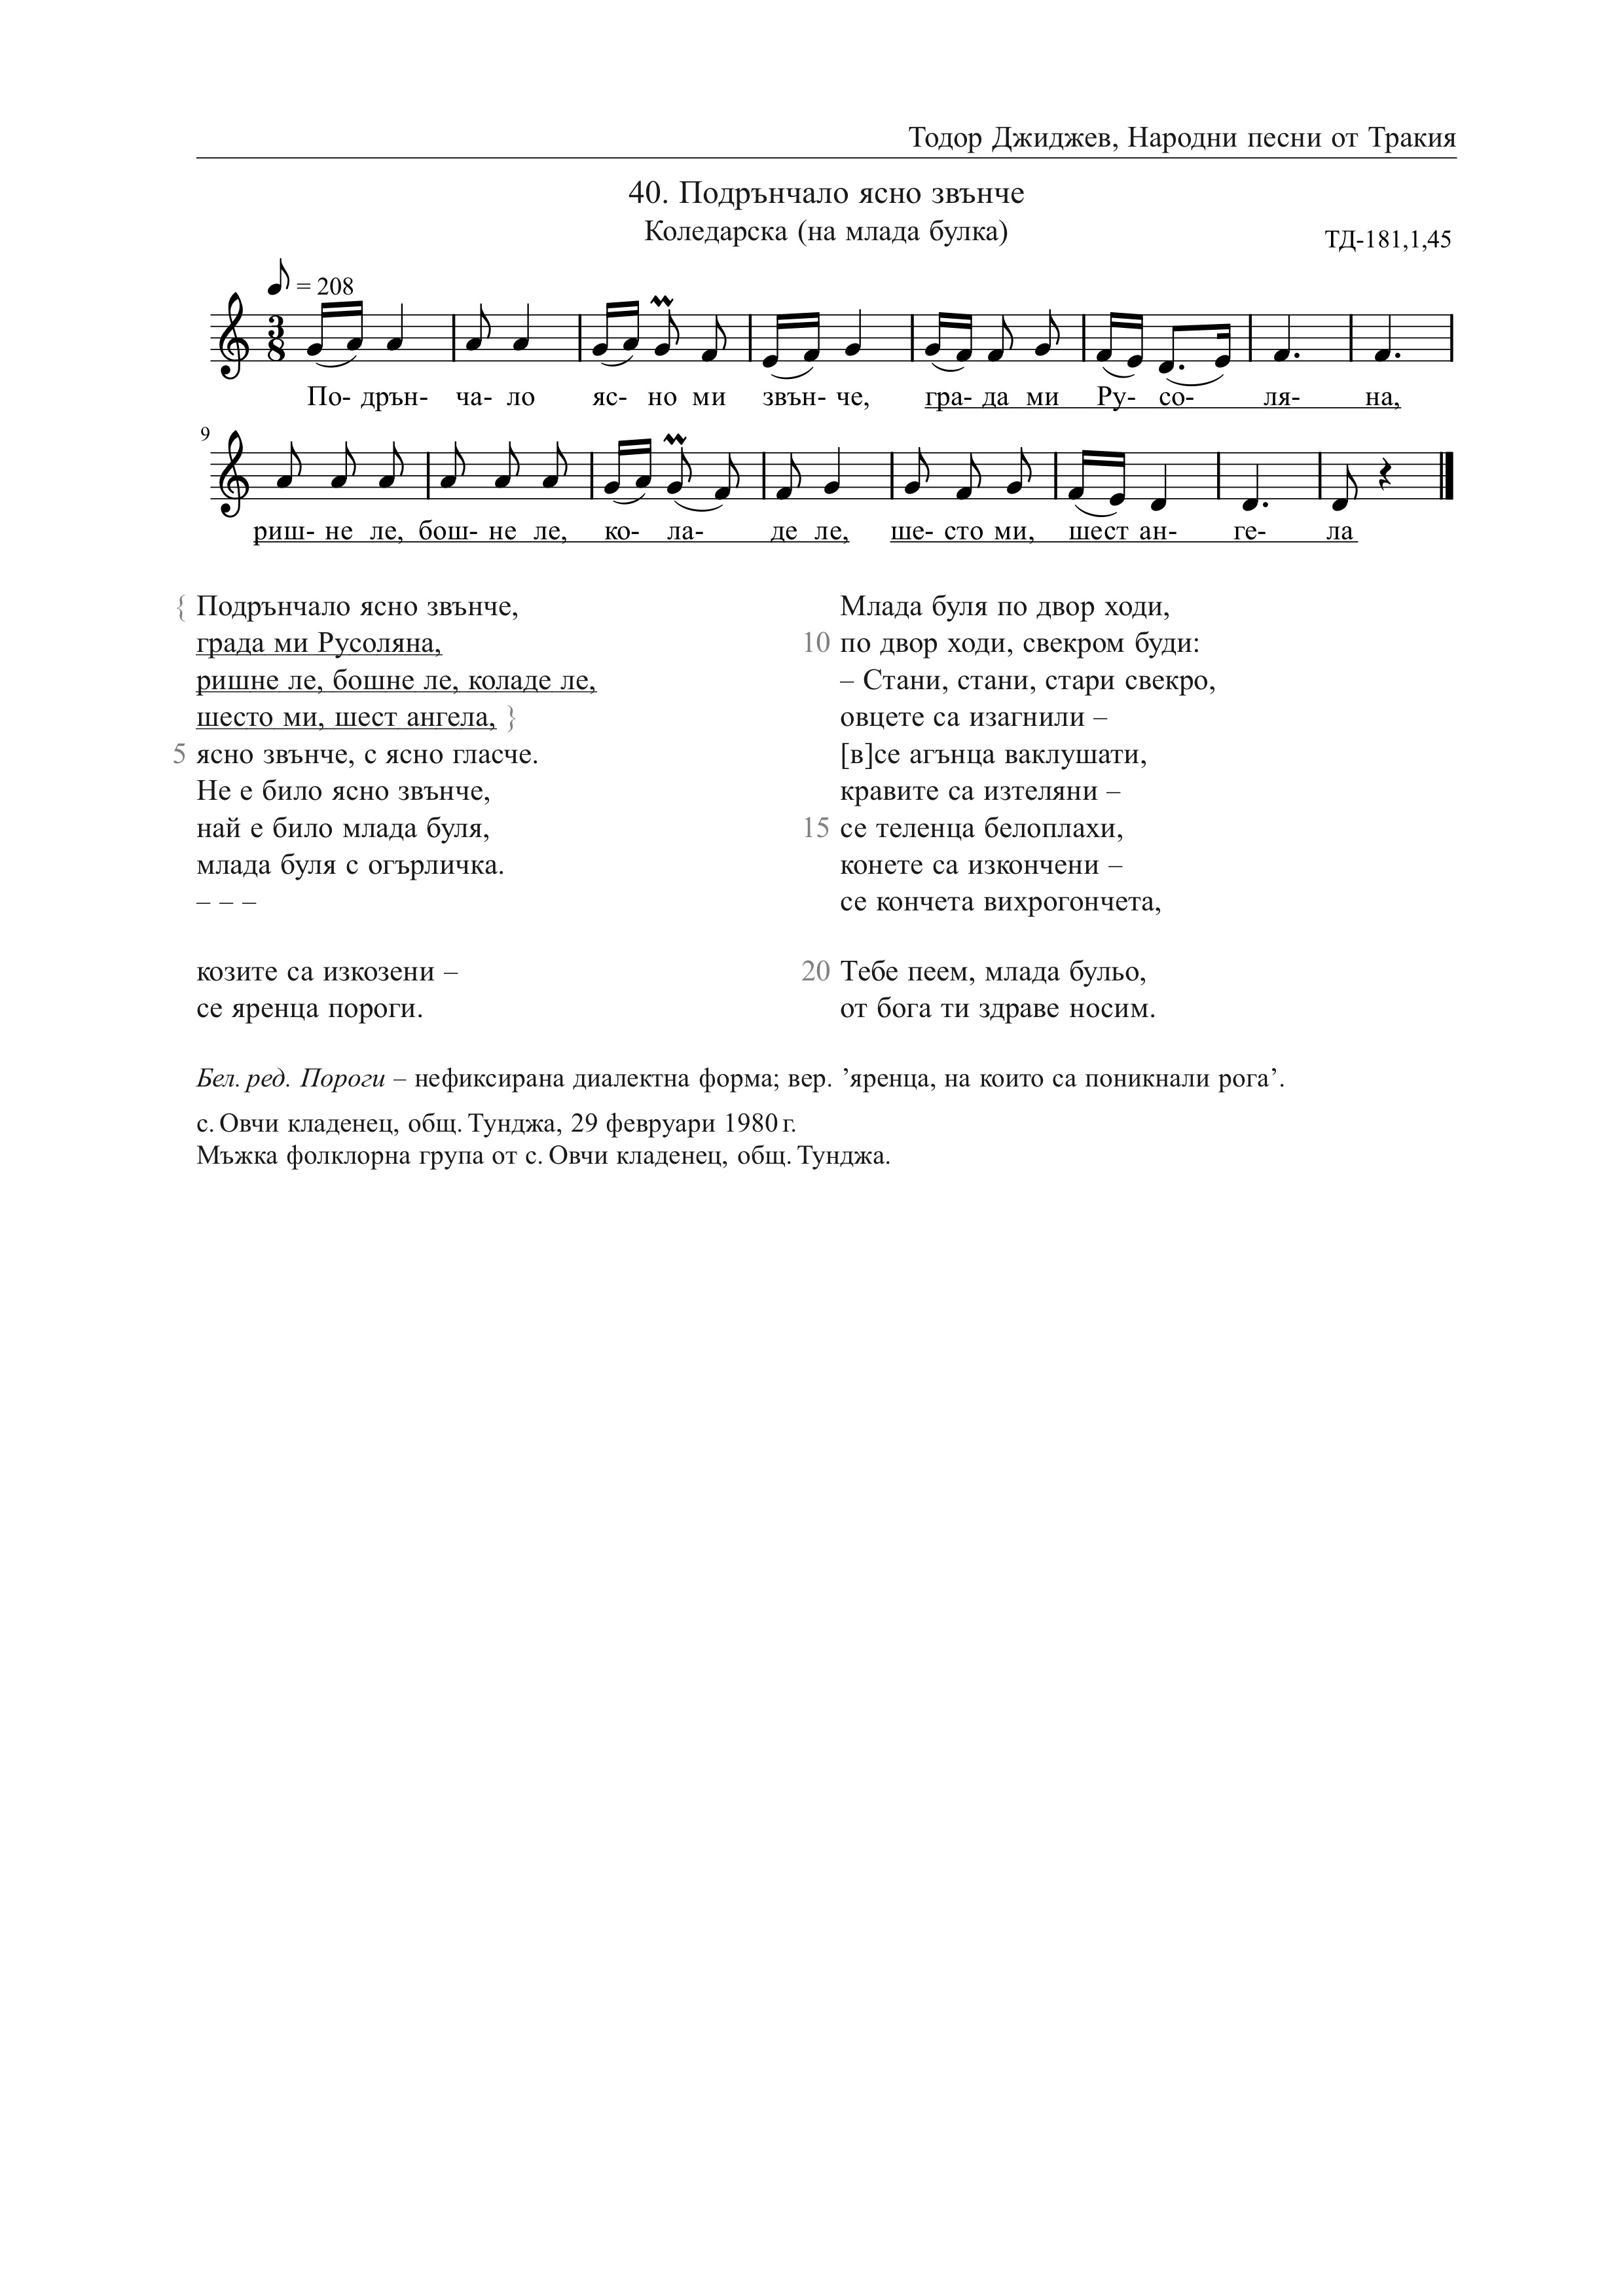 Тодор Джиджев, Народни песни от Тракия
40. Подрънчало ясно звънче
Коледарска (на млада булка)
ТД-181,1,45
= 208
3
8
По- дрън- ча- ло яс- но ми звън- че, гра- да ми Ру- со- ля- на,
9
риш- не ле, бош- не ле, ко- ла- де ле, ше- сто ми, шест ан- ге- ла
{ Подрънчало ясно звънче,
града ми Русоляна,
ришне ле, бошне ле, коладе ле,
шесто ми, шест ангела, }
5 ясно звънче, с ясно гласче.
Не е било ясно звънче,
най е било млада буля,
млада буля с огърличка.
– – –
Млада буля по двор ходи,
10 по двор ходи, свекром буди:
– Стани, стани, стари свекро,
овцете са изагнили –
[в]се агънца ваклушати,
кравите са изтеляни –
15 се теленца белоплахи,
конете са изкончени –
се кончета вихрогончета,
козите са изкозени –
се яренца пороги.
20 Тебе пеем, млада бульо,
от бога ти здраве носим.
Бел. ред. Пороги – нефиксирана диалектна форма; вер. ’яренца, на които са поникнали рога’.
с. Овчи кладенец, общ. Тунджа, 29 февруари 1980 г.
Мъжка фолклорна група от с. Овчи кладенец, общ. Тунджа.